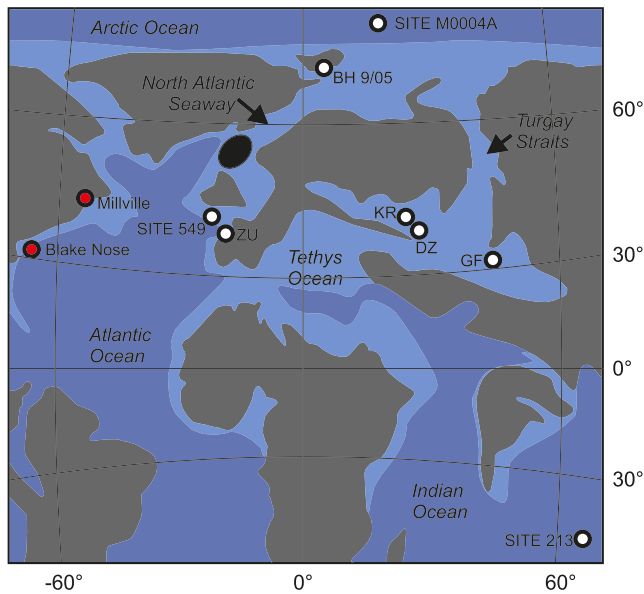 Arctic Ocean
SITE M0004A
BH 9/05
North Atlantic
Seaway
60°
Turgay
Straits
Millville
KR
SITE 549
ZU
DZ
Blake Nose
30°
Tethys
Ocean
GF
Atlantic
Ocean
0°
30°
Indian
Ocean
SITE 213
-60°
0°
60°